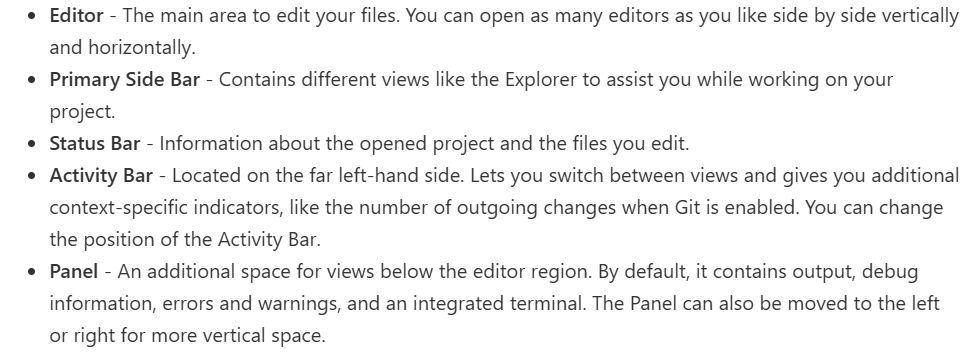 • Editor - The main area to edit your files. You can open as many editors as you like side by side vertically
and horizontally.
• Primary Side Bar - Contains different views like the Explorer to assist you while working on your
project.
• Status Bar - Information about the opened project and the files you edit.
• Activity Bar - Located on the far left-hand side. Lets you switch between views and gives you additional
context-specific indicators, like the number of outgoing changes when Git is enabled. You can change
the position of the Activity Bar.
• Panel - An additional space for views below the editor region. By default, it contains output, debug
information, errors and warnings, and an integrated terminal. The Panel can also be moved to the left
or right for more vertical space.